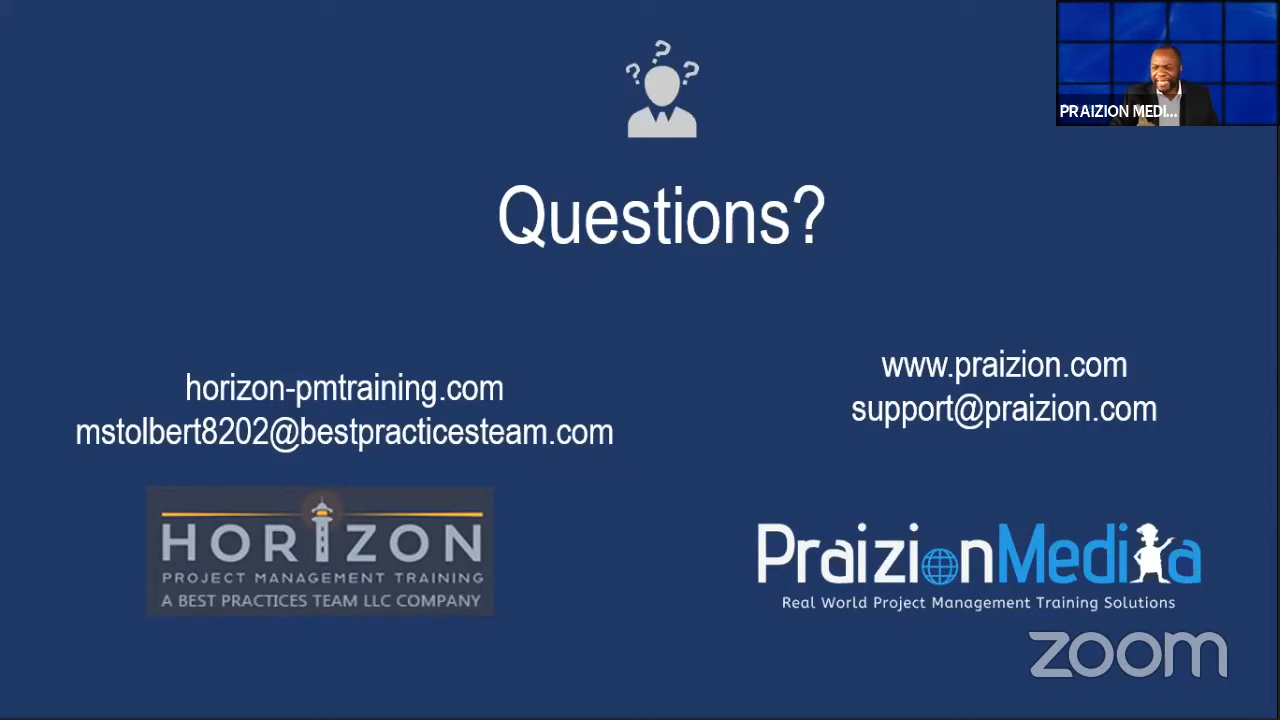 PRAIZION MEDI...
Questions?
horizon-pmtraining.com
mstolbert8202@bestpracticesteam.com
www.praizion.com
support@praizion.com
HORIZON
PROJECT MANAGEMENT TRAINING
A BEST PRACTICES TEAM LLC COMPANY
PraizionMedia
Real World Project Management Training Solutions
zoom